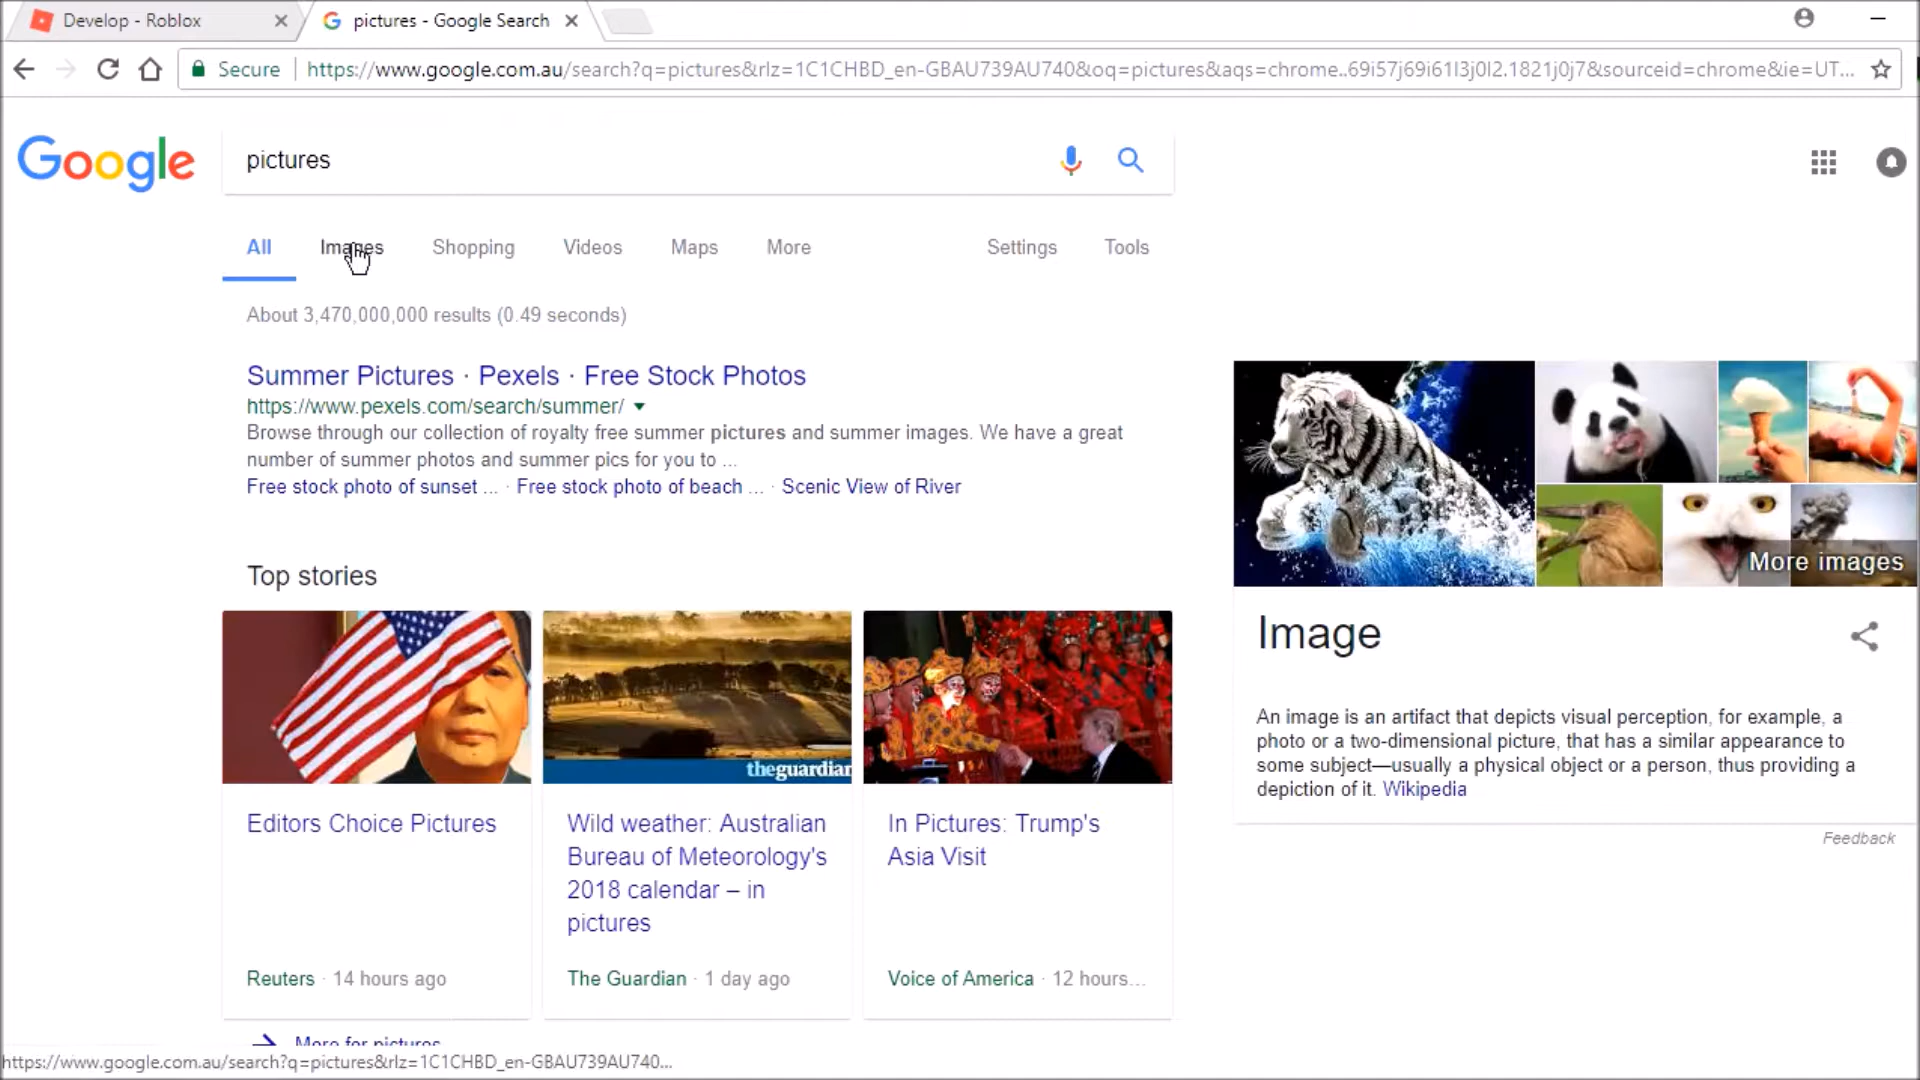 Develop - Roblox
pictures - Google Search
Secure
https://www.google.com.au/search?q=pictures&rlz=1C1CHBD_en-GBAU739AU740&oq=pictures&aqs=chrome..69i57j69i61l3j0l2.1821j0j7&sourceid=chrome&ie=UT...
Google
pictures
All Images Shopping Videos Maps More Settings Tools
About 3,470,000,000 results (0.49 seconds)
Summer Pictures · Pexels · Free Stock Photos
https://www.pexels.com/search/summer/
Browse through our collection of royalty free summer pictures and summer images. We have a great
number of summer photos and summer pics for you to ...
Free stock photo of sunset ... · Free stock photo of beach ... · Scenic View of River
More images
Top stories
Image
An image is an artifact that depicts visual perception, for example, a
photo or a two-dimensional picture, that has a similar appearance to
some subject—usually a physical object or a person, thus providing a
depiction of it. Wikipedia
Feedback
theguardian
Editors Choice Pictures
Reuters · 14 hours ago
Wild weather: Australian
Bureau of Meteorology's
2018 calendar – in
pictures
The Guardian · 1 day ago
In Pictures: Trump's
Asia Visit
Voice of America · 12 hours...
More for pictures
https://www.google.com.au/search?q=pictures&rlz=1C1CHBD_en-GBAU739AU740...